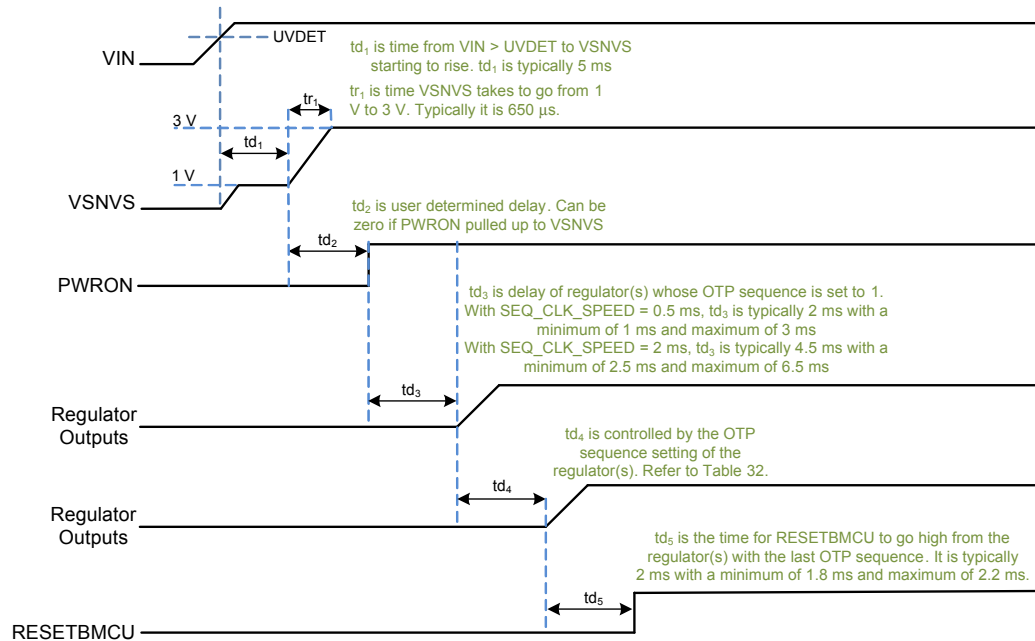 UVDET
VIN
td1 is time from VIN > UVDET to VSNVS
starting to rise. td1 is typically 5 ms
tr1 is time VSNVS takes to go from 1
V to 3 V. Typically it is 650 μs.
tr1
3 V
td1
1 V
VSNVS
td2 is user determined delay. Can be
zero if PWRON pulled up to VSNVS
td2
PWRON
td3 is delay of regulator(s) whose OTP sequence is set to 1.
With SEQ_CLK_SPEED = 0.5 ms, td3 is typically 2 ms with a
minimum of 1 ms and maximum of 3 ms
With SEQ_CLK_SPEED = 2 ms, td3 is typically 4.5 ms with a
minimum of 2.5 ms and maximum of 6.5 ms
td3
Regulator
Outputs
td4 is controlled by the OTP
sequence setting of the
regulator(s). Refer to Table 32.
td4
Regulator
Outputs
td5 is the time for RESETBMCU to go high from the
regulator(s) with the last OTP sequence. It is typically
2 ms with a minimum of 1.8 ms and maximum of 2.2 ms.
td5
RESETBMCU